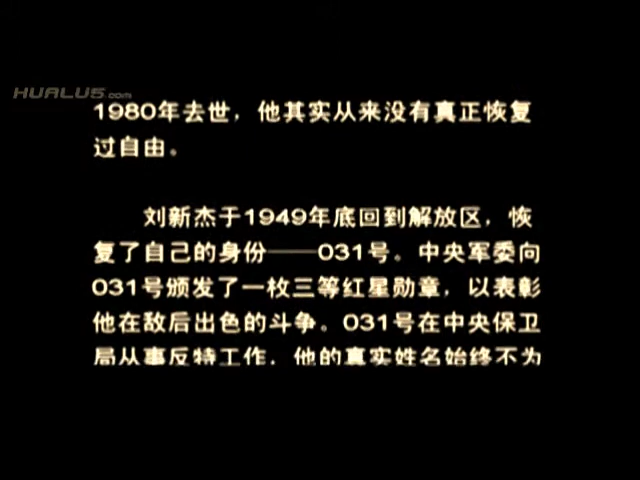 HUALU5.com
1980年去世，他其实从来没有真正恢复
过自由。
刘新杰于1949年底回到解放区，恢
复了自己的身份——031号。中央军委向
031号颁发了一枚三等红星勋章，以表彰
他在敌后出色的斗争。031号在中央保卫
局从事反特工作，他的真实姓名始终不为